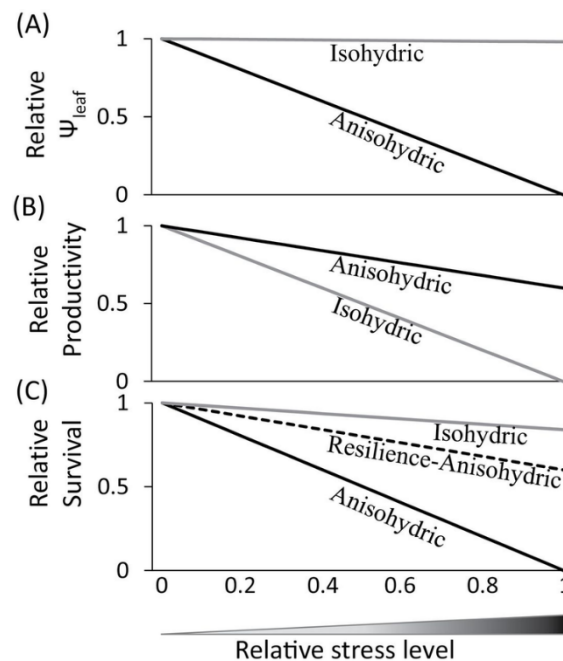 (A)
1
0.5
0
Relative
Ψleaf
Isohydric
Anisohydric
(B)
1
0.5
0
Relative
Productivity
Anisohydric
Isohydric
(C)
1
0.5
0
Relative
Survival
Isohydric
Resilience-Anisohydric
Anisohydric
0 0.2 0.4 0.6 0.8 1
Relative stress level